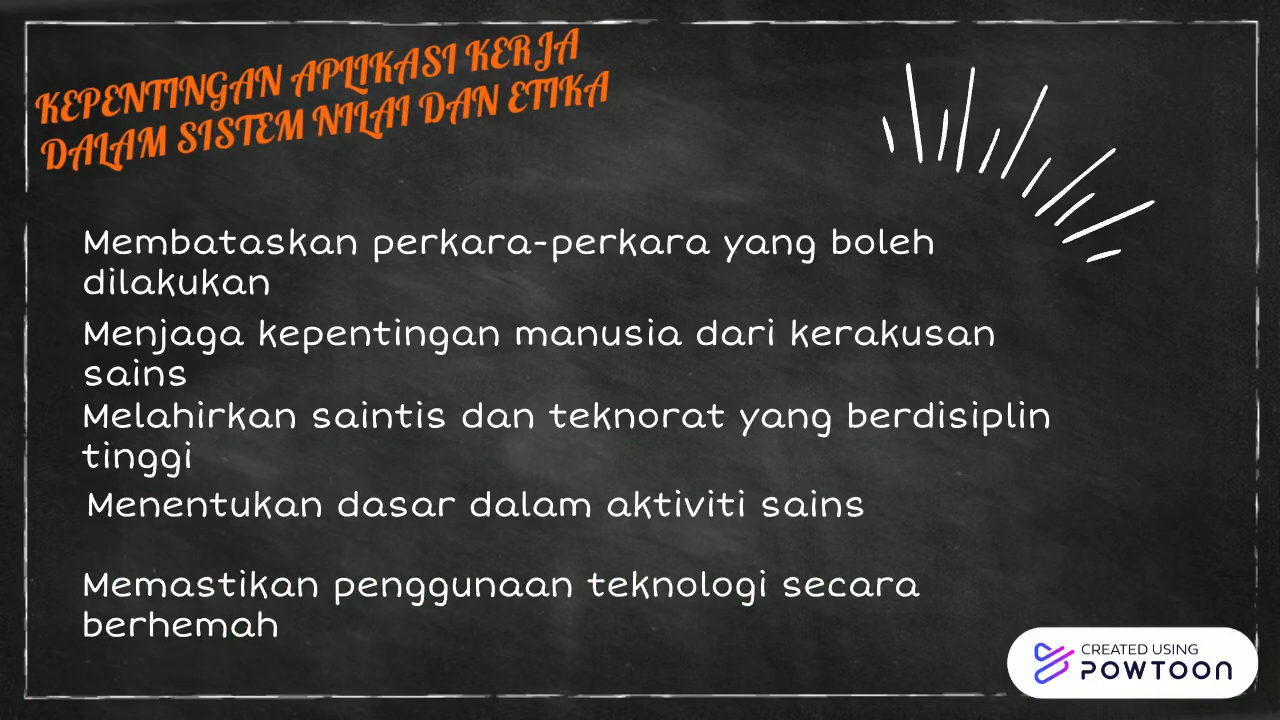 KEPENTINGAN APLIKASI KERJA
DALAM SISTEM NILAI DAN ETIKA
Membataskan perkara-perkara yang boleh
dilakukan
Menjaga kepentingan manusia dari kerakusan
sains
Melahirkan saintis dan teknorat yang berdisiplin
tinggi
Menentukan dasar dalam aktiviti sains
Memastikan penggunaan teknologi secara
berhemah
CREATED USING
POWTOON